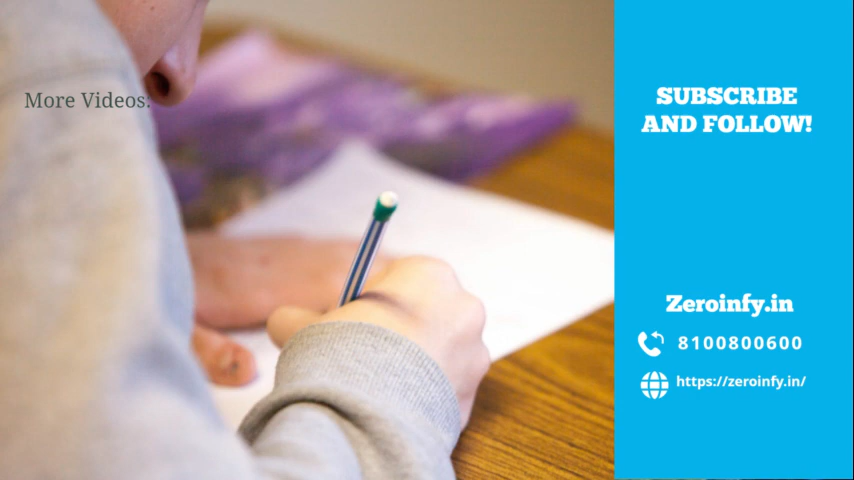 More Videos:
SUBSCRIBE
AND FOLLOW!
Zeroinfy.in
8100800600
https://zeroinfy.in/